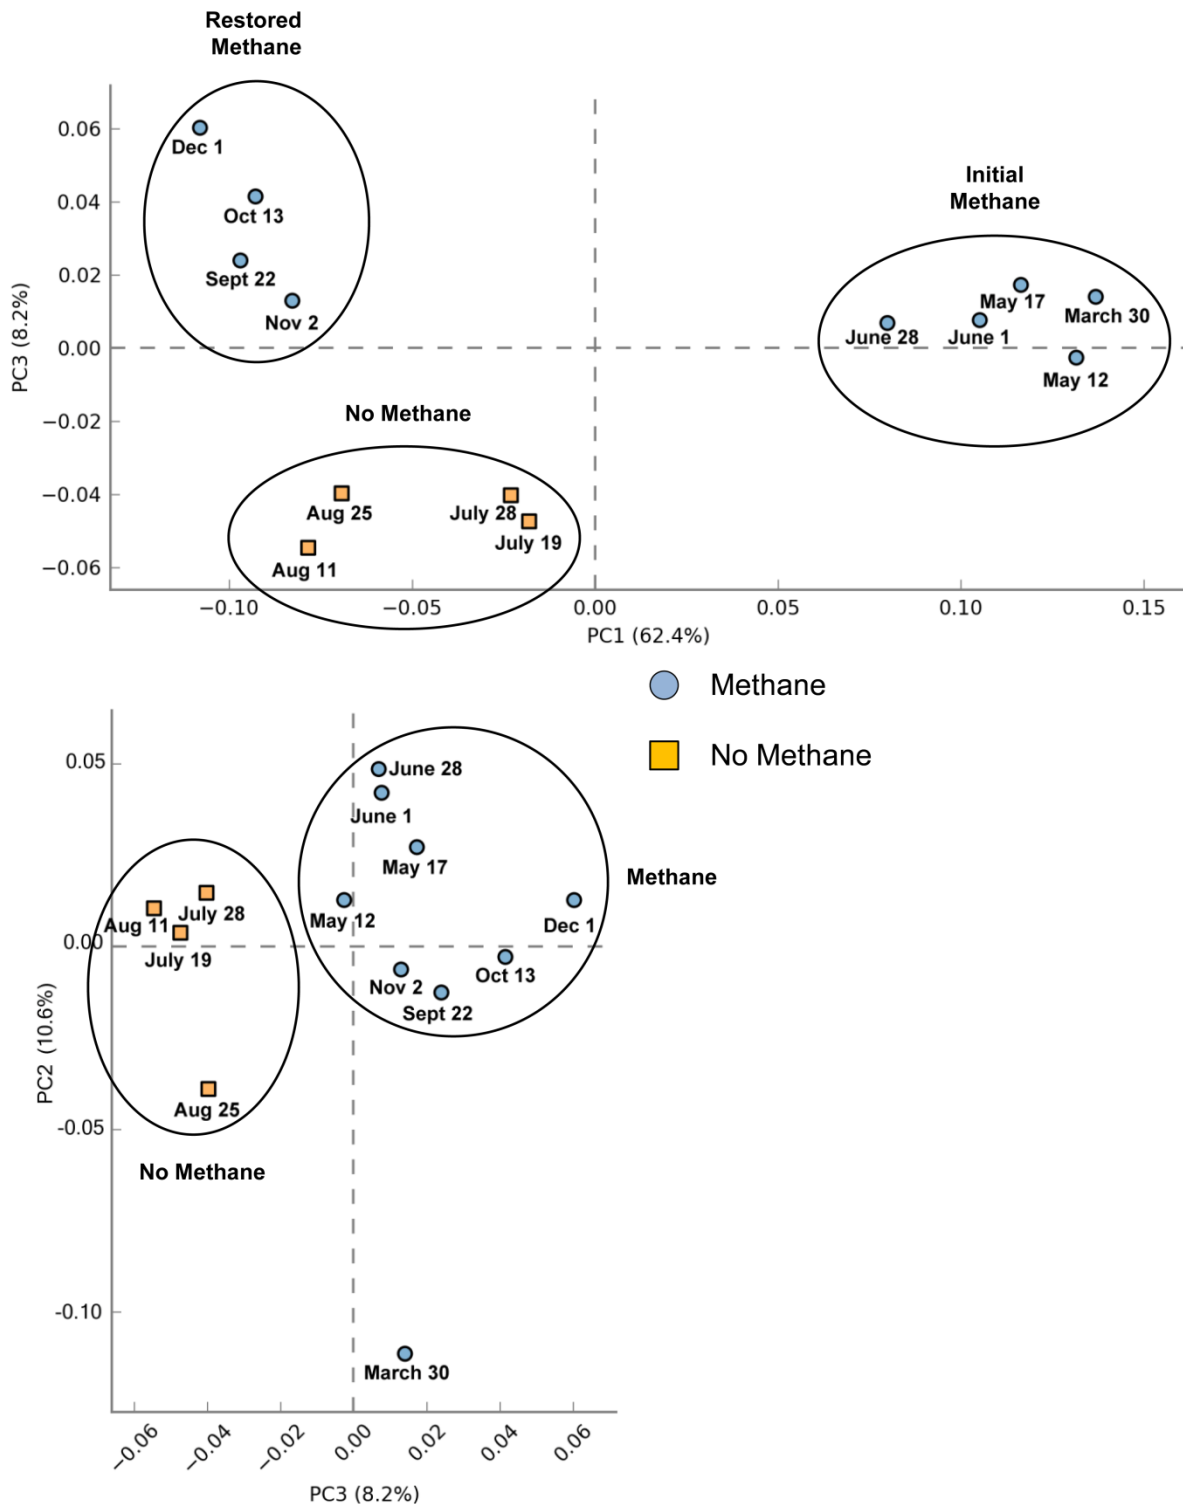 Restored
Methane
0.06
Dec 1
Initial
Methane
0.04
Oct 13
0.02
Sept 22
May 17
March 30
Nov 2
June 28
June 1
PC3 (8.2%)
0.00
May 12
No Methane
−0.02
−0.04
Aug 25
July 28
July 19
Aug 11
−0.06
−0.10
−0.05
0.00
0.05
0.10
0.15
PC1 (62.4%)
Methane
No Methane
0.05
June 28
June 1
May 17
Methane
Aug 11
July 28
May 12
Dec 1
0.00
July 19
Oct 13
Nov 2
Sept 22
PC2 (10.6%)
Aug 25
-0.05
No Methane
-0.10
March 30
−0.06
−0.04
−0.02
0.00
0.02
0.04
0.06
PC3 (8.2%)